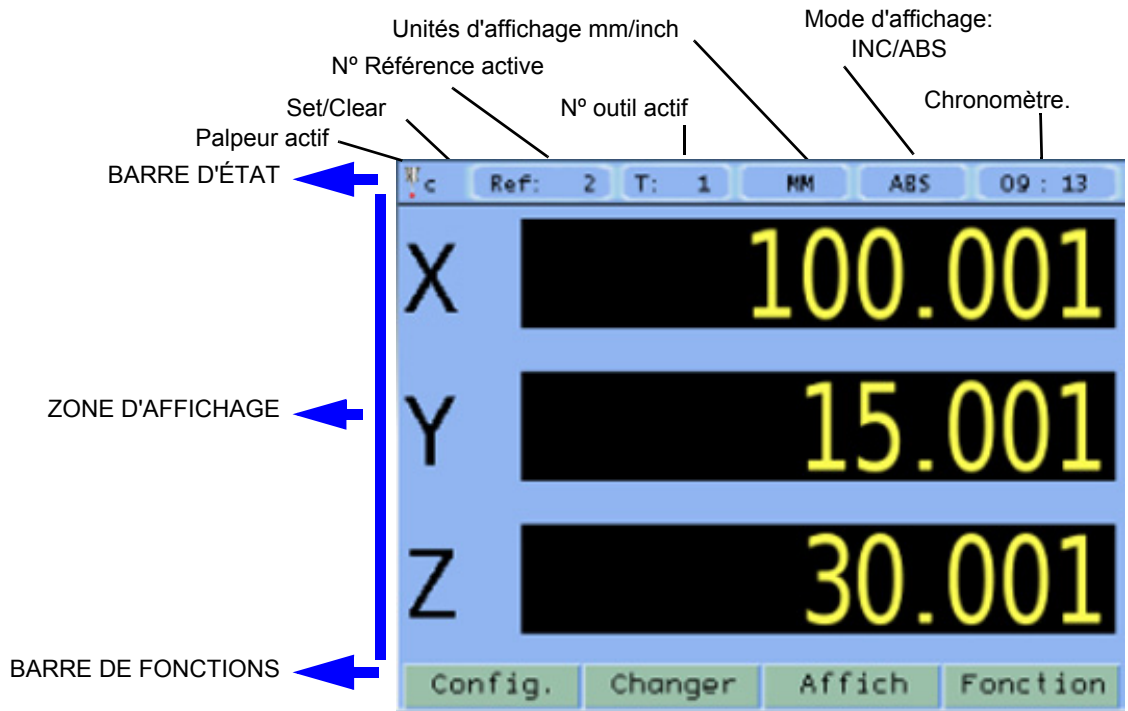 Mode d'affichage:
INC/ABS
Unités d'affichage mm/inch
Nº Référence active
Set/Clear
Nº outil actif
Chronomètre.
Palpeur actif
BARRE D'ÉTAT
c Ref: 2 T: 1 MM ABS 09 : 13
X 100.001
ZONE D'AFFICHAGE
Y 15.001
Z 30.001
BARRE DE FONCTIONS
Config. Changer Affich Fonction